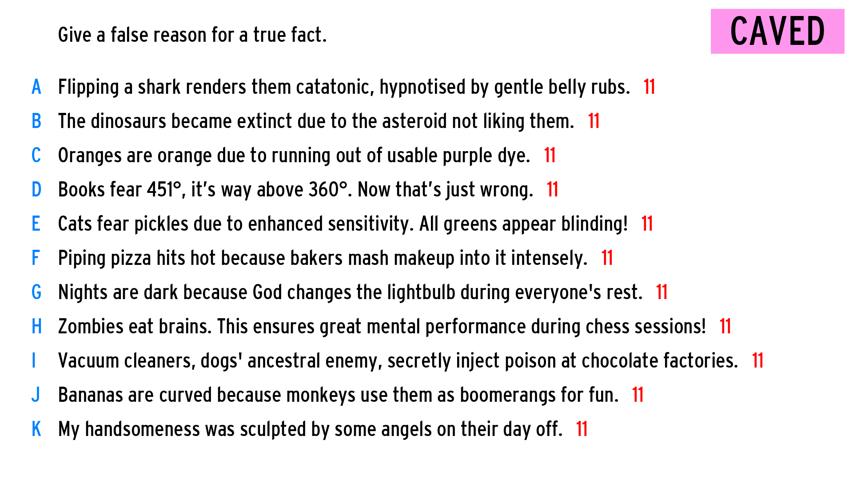 Give a false reason for a true fact.
CAVED
A Flipping a shark renders them catatonic, hypnotised by gentle belly rubs. 11
B The dinosaurs became extinct due to the asteroid not liking them. 11
C Oranges are orange due to running out of usable purple dye. 11
D Books fear 451°, it’s way above 360°. Now that’s just wrong. 11
E Cats fear pickles due to enhanced sensitivity. All greens appear blinding! 11
F Piping pizza hits hot because bakers mash makeup into it intensely. 11
G Nights are dark because God changes the lightbulb during everyone's rest. 11
H Zombies eat brains. This ensures great mental performance during chess sessions! 11
I Vacuum cleaners, dogs' ancestral enemy, secretly inject poison at chocolate factories. 11
J Bananas are curved because monkeys use them as boomerangs for fun. 11
K My handsomeness was sculpted by some angels on their day off. 11